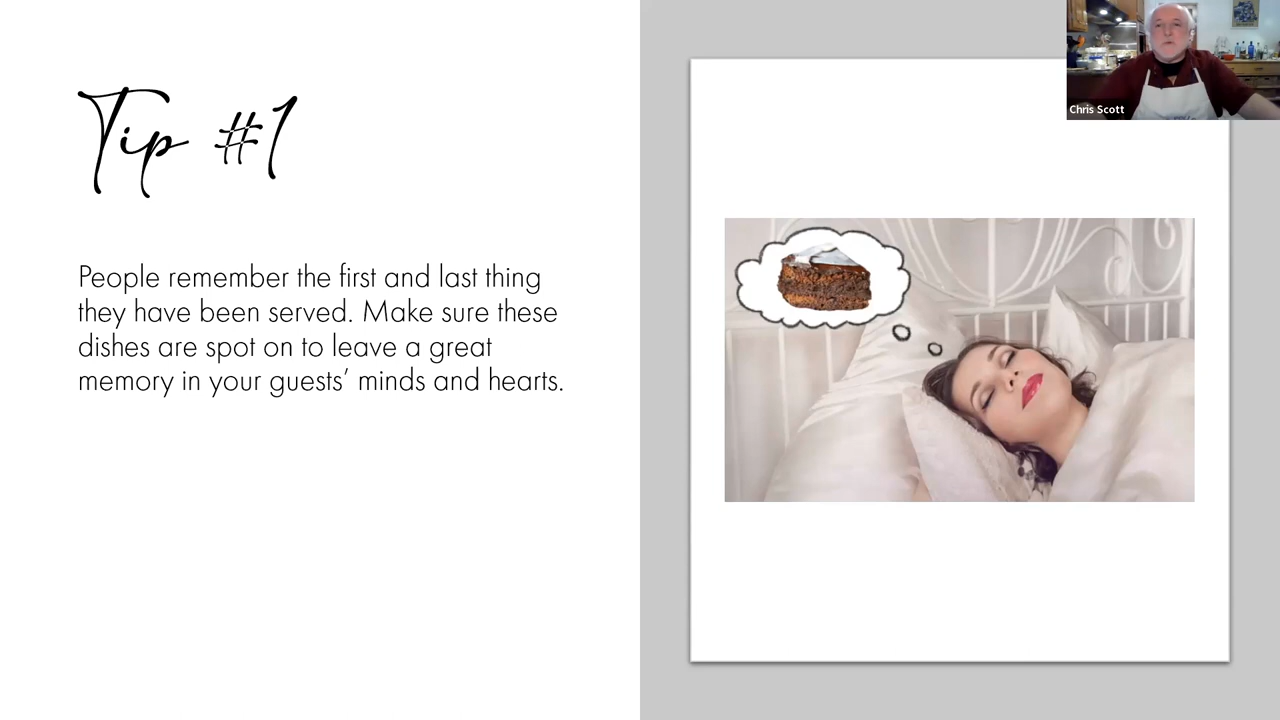 Tip #1
People remember the first and last thing
they have been served. Make sure these
dishes are spot on to leave a great
memory in your guests’ minds and hearts.
Chris Scott